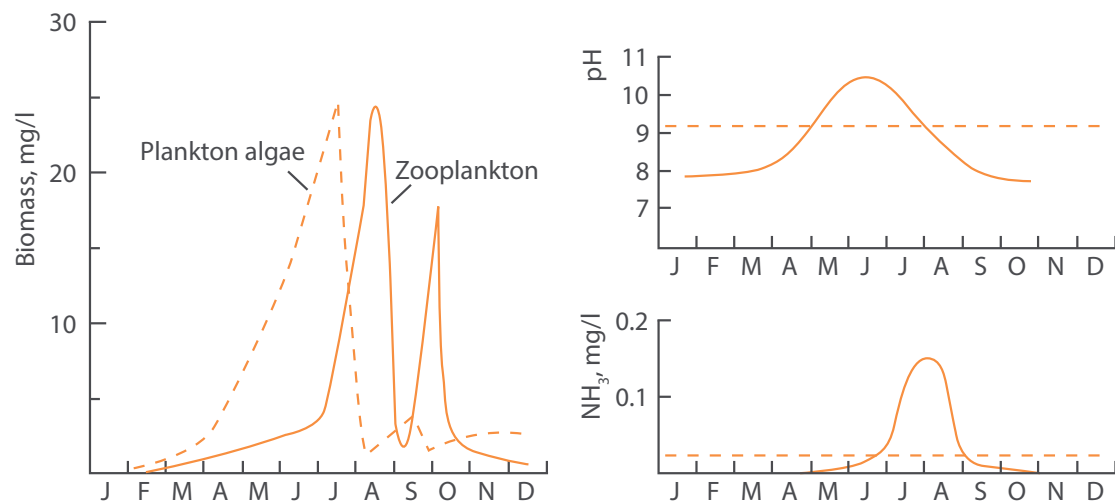 30
20
10
Biomass, mg/l
Plankton algae
Zooplankton
J F M A M J J A S O N D
11
10
9
8
7
pH
J F M A M J J A S O N D
0.2
0.1
NH₃, mg/l
J F M A M J J A S O N D